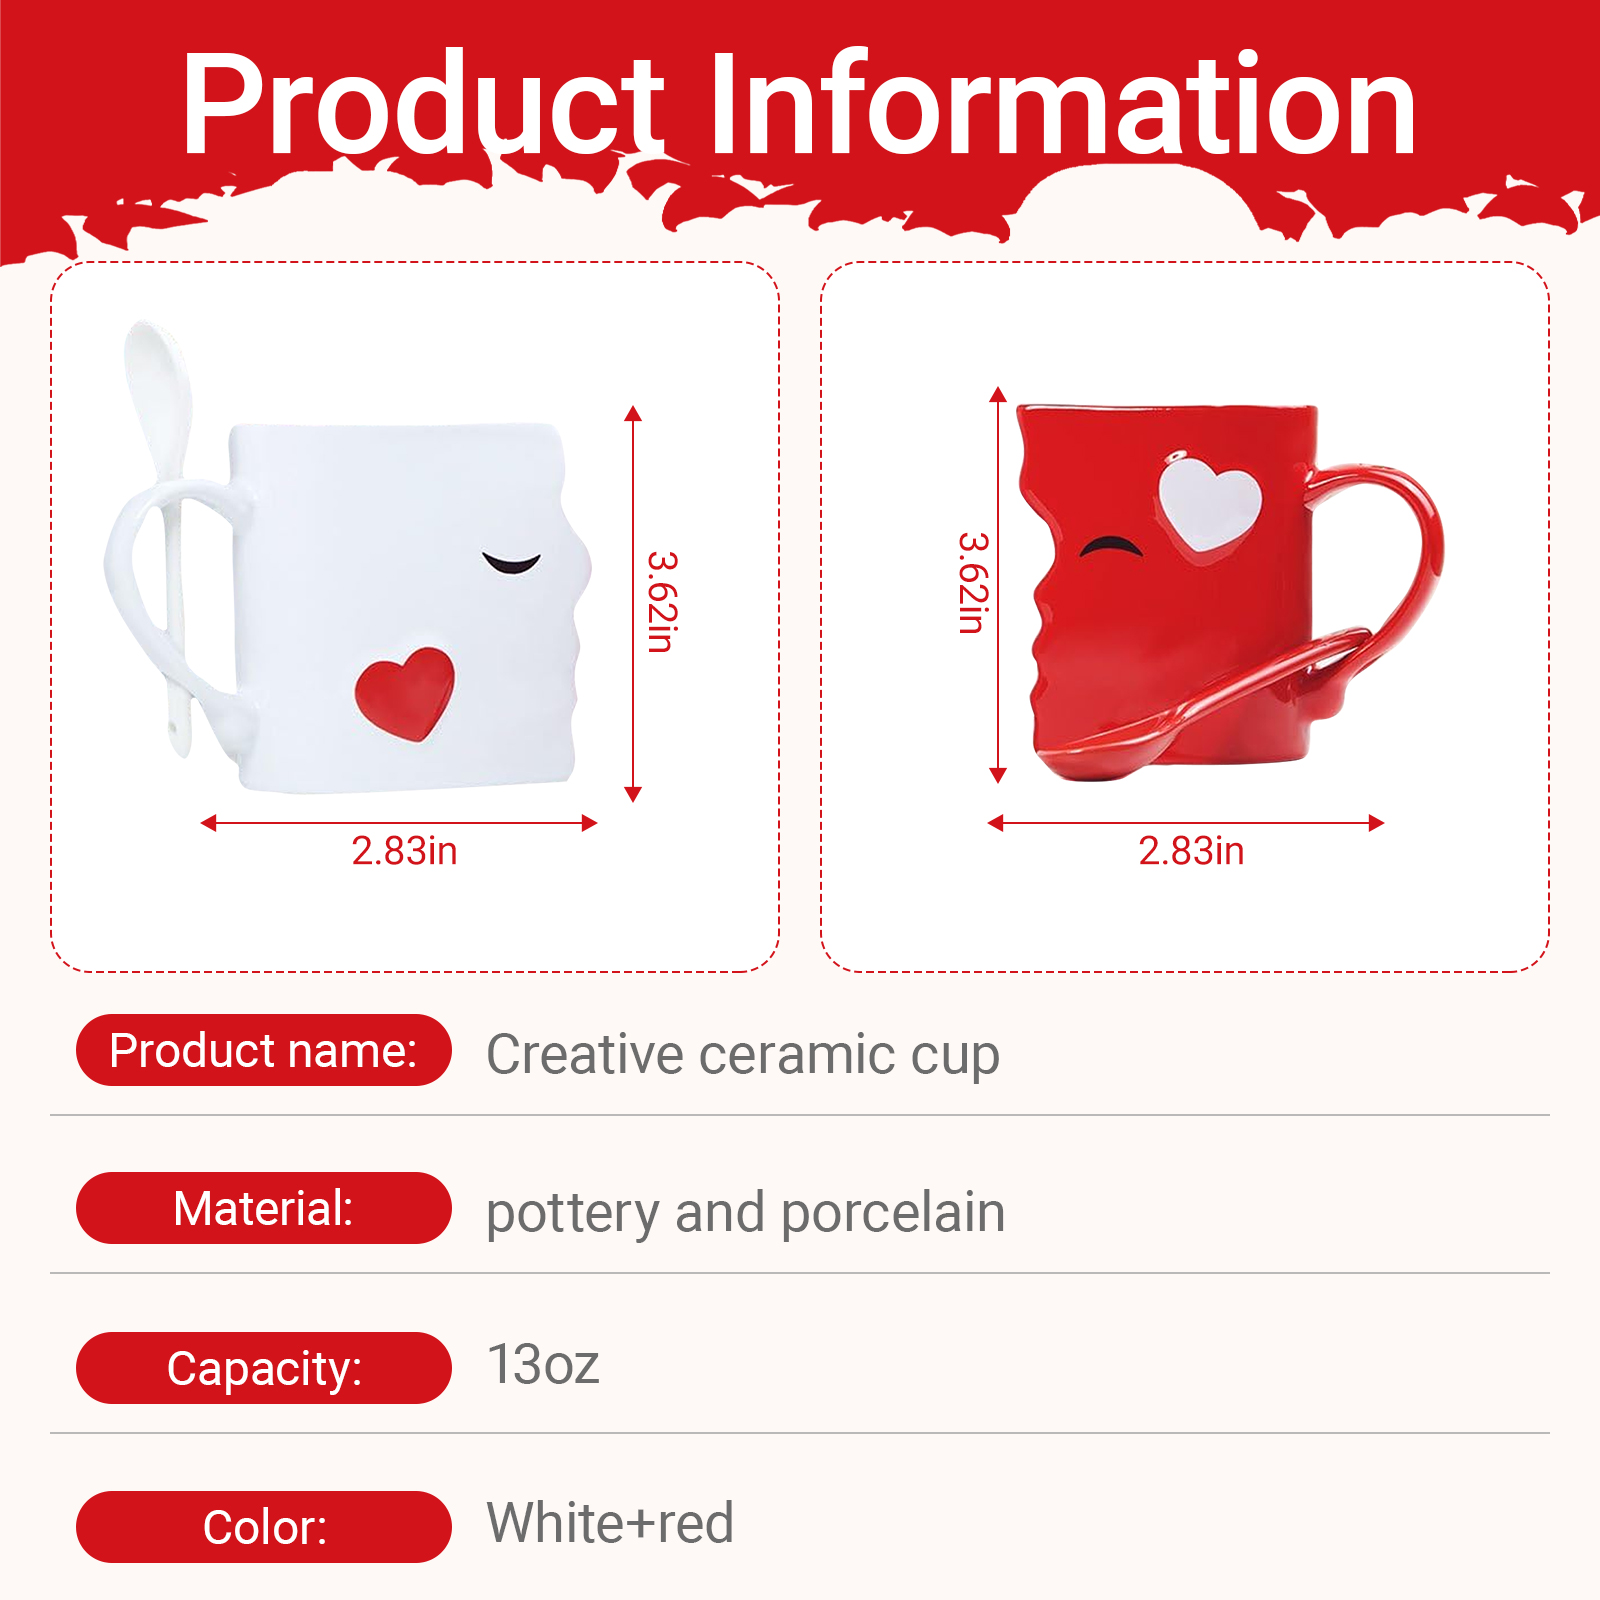 Product Information
3.62in
2.83in
3.62in
2.83in
Product name: Creative ceramic cup
Material: pottery and porcelain
Capacity: 13oz
Color: White+red